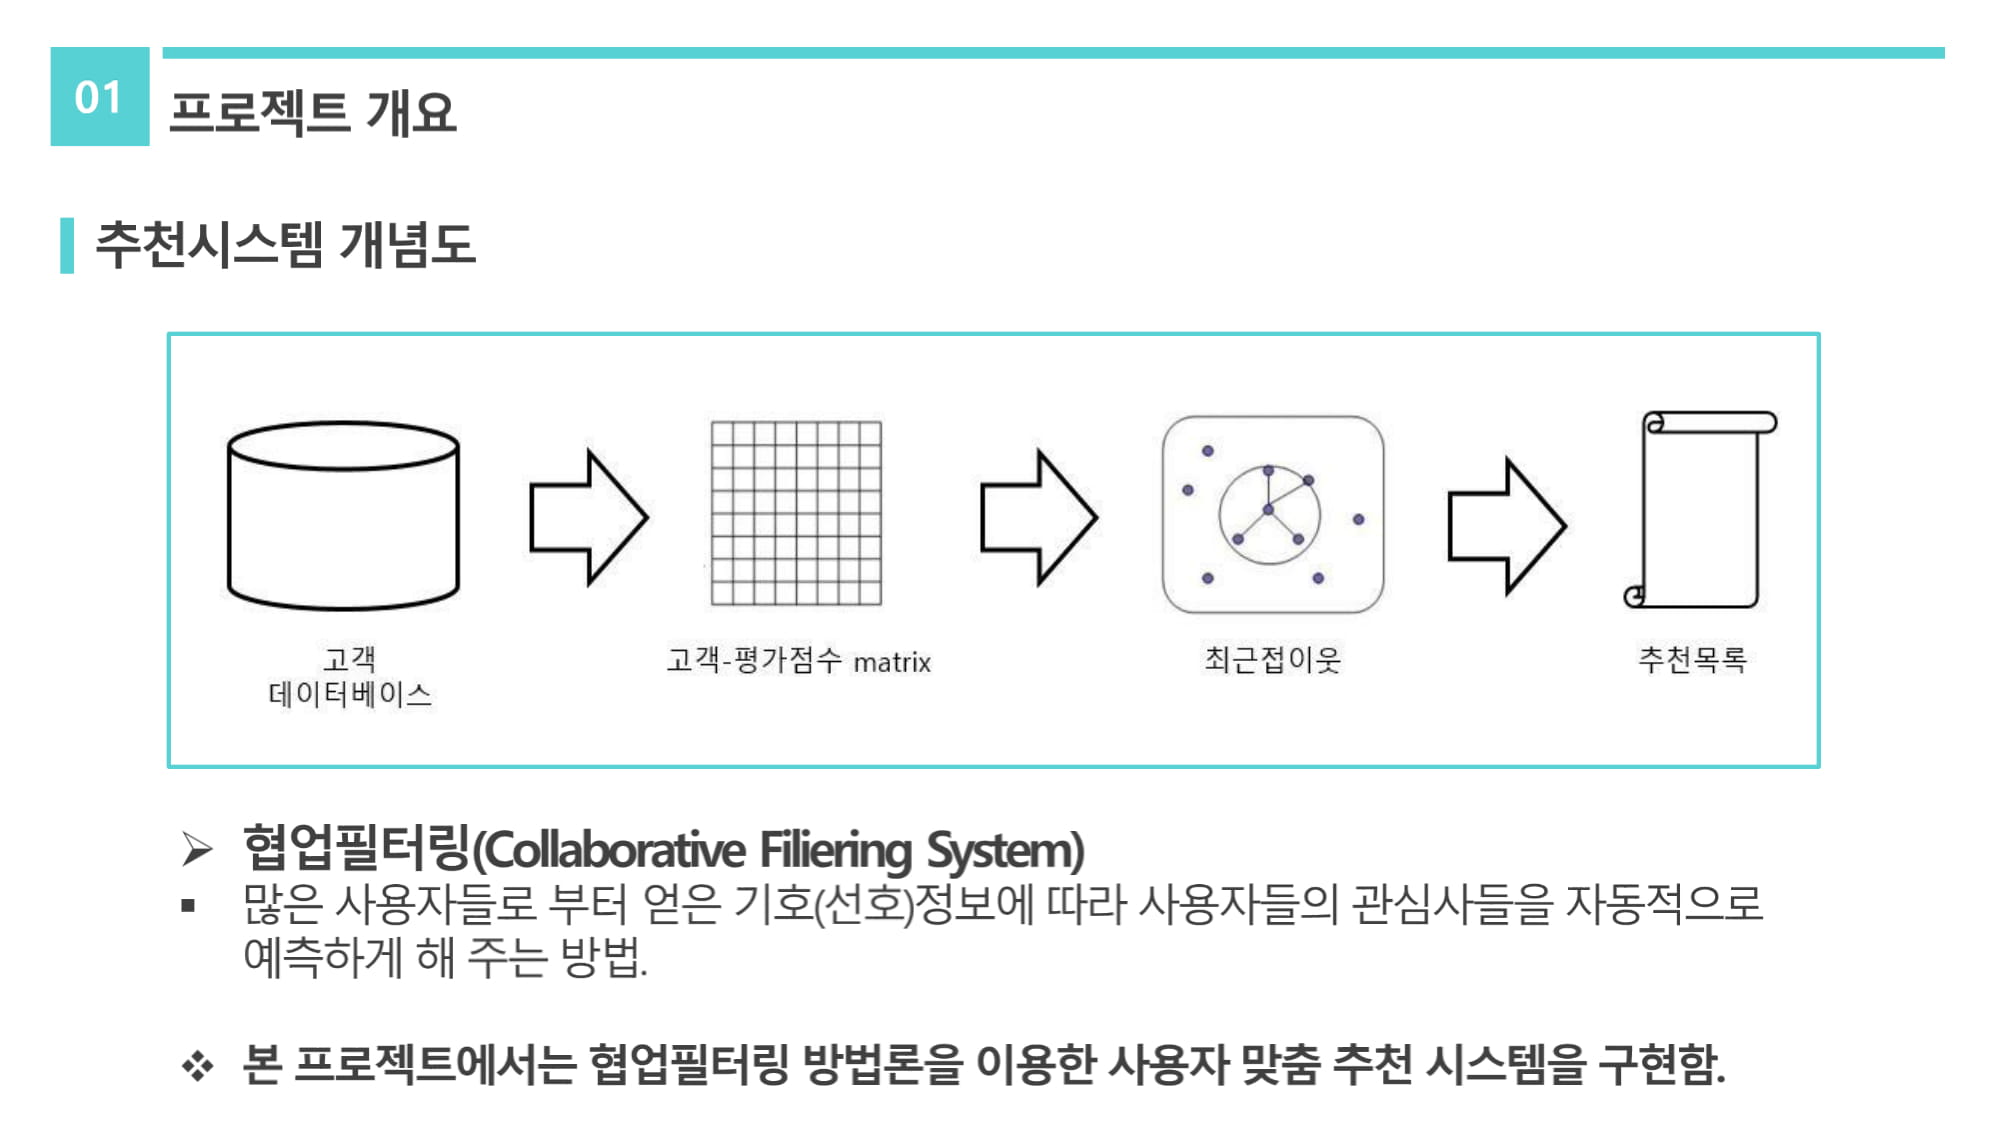 01
프로젝트 개요
추천시스템 개념도
고객
데이터베이스
고객-평가점수 matrix
최근접이웃
추천목록
➢ 협업필터링(Collaborative Filiering System)
▪ 많은 사용자들로 부터 얻은 기호(선호)정보에 따라 사용자들의 관심사들을 자동적으로
예측하게 해 주는 방법.
❖ 본 프로젝트에서는 협업필터링 방법론을 이용한 사용자 맞춤 추천 시스템을 구현함.